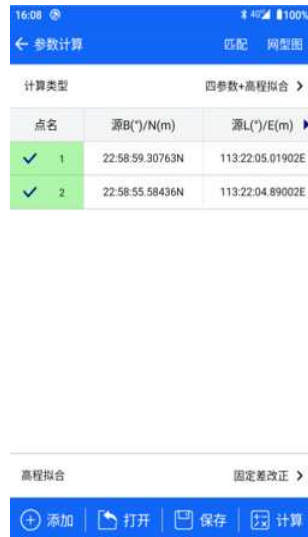 16:08 4G 100%
参数计算 匹配 网型图
计算类型 四参数+高程拟合
点名 源B(°)/N(m) 源L(°)/E(m)
1 22:58:59.30763N 113:22:05.01902E
2 22:58:55.58436N 113:22:04.89002E
高程拟合 固定差改正
添加 打开 保存 计算